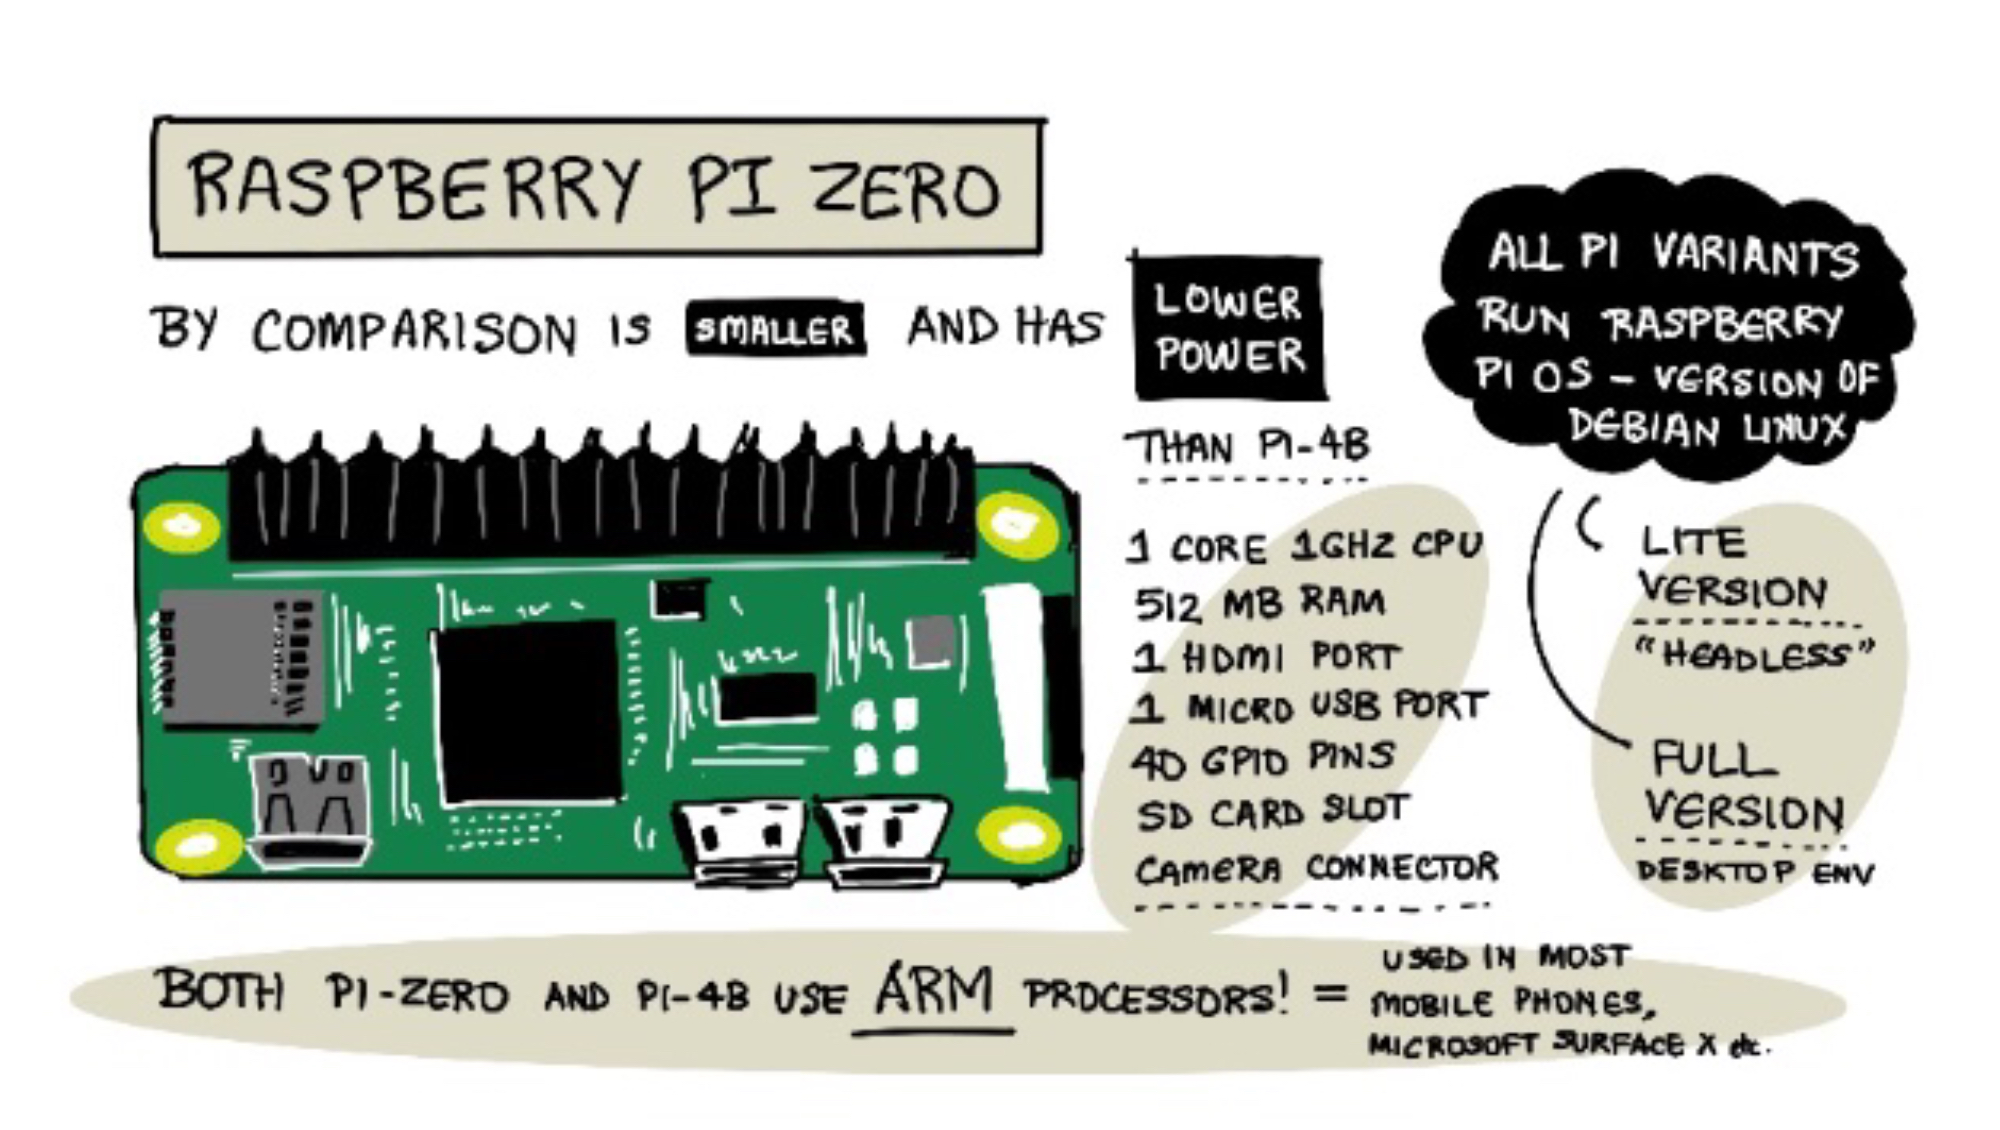 RASPBERRY PI ZERO
BY COMPARISON IS SMALLER AND HAS
LOWER
POWER
THAN PI-4B
1 CORE 1GHZ CPU
512 MB RAM
1 HDMI PORT
1 MICRO USB PORT
40 GPIO PINS
SD CARD SLOT
CAMERA CONNECTOR
ALL PI VARIANTS
RUN RASPBERRY
PI OS - VERSION OF
DEBIAN LINUX
LITE
VERSION
"HEADLESS"
FULL
VERSION
DESKTOP ENV
BOTH PI-ZERO AND PI-4B USE ARM PROCESSORS! =
USED IN MOST
MOBILE PHONES,
MICROSOFT SURFACE X etc.